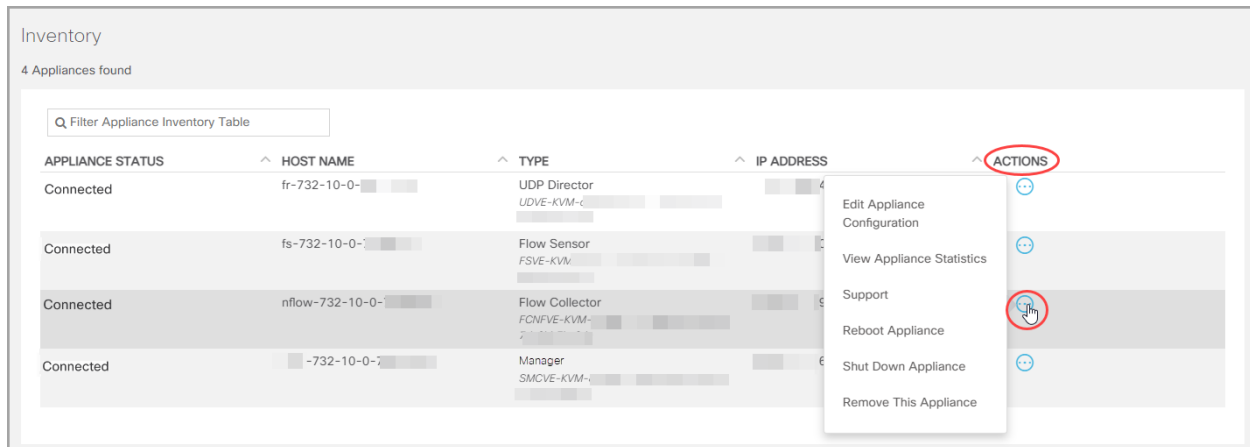 Inventory
4 Appliances found
Filter Appliance Inventory Table
APPLIANCE STATUS HOST NAME TYPE IP ADDRESS ACTIONS
Connected fr-732-10-0- UDP Director
UDVE-KVM-
Connected fs-732-10-0- Flow Sensor
FSVE-KVM
Connected nflow-732-10-0- Flow Collector
FCNFVE-KVM-
Connected -732-10-0- Manager
SMCVE-KVM-
Edit Appliance
Configuration
View Appliance Statistics
Support
Reboot Appliance
Shut Down Appliance
Remove This Appliance